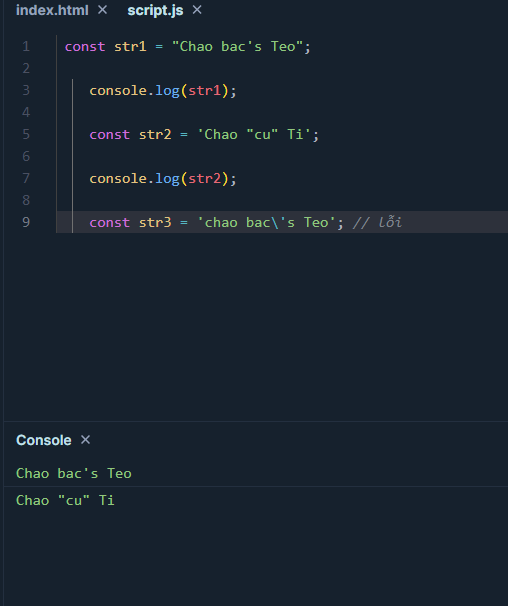 index.html × script.js ×
1 const str1 = "Chao bac's Teo";
2
3 console.log(str1);
4
5 const str2 = 'Chao "cu" Ti';
6
7 console.log(str2);
8
9 const str3 = 'chao bac\'s Teo'; // lỗi
Console ×
Chao bac's Teo
Chao "cu" Ti